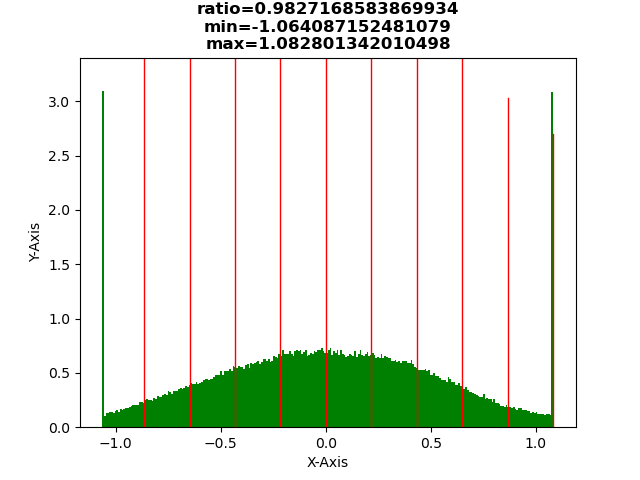 ratio=0.9827168583869934
min=-1.064087152481079
max=1.082801342010498
3.0
2.5
2.0
1.5
1.0
0.5
0.0
Y-Axis
−1.0 −0.5 0.0 0.5 1.0
X-Axis